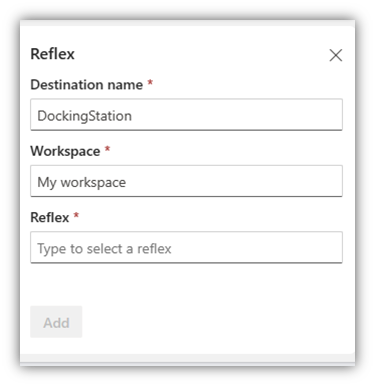 Reflex
Destination name *
DockingStation
Workspace *
My workspace
Reflex *
Type to select a reflex
Add